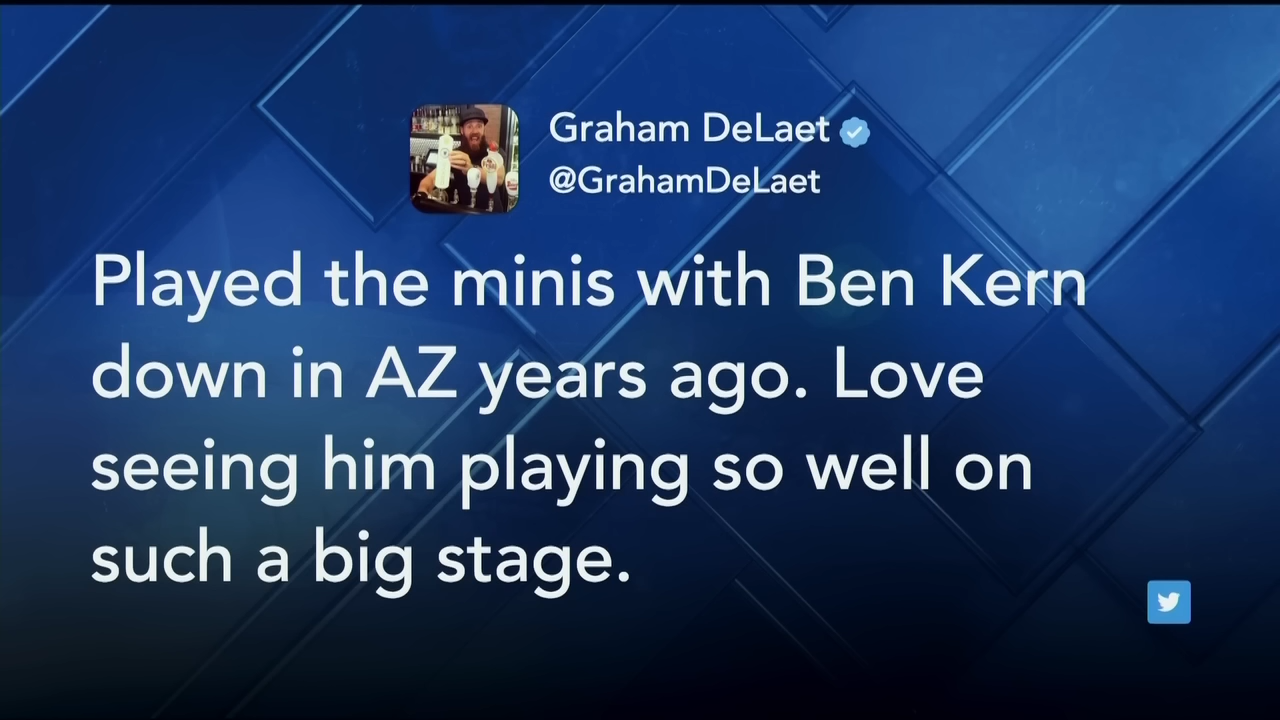 Graham DeLaet
@GrahamDeLaet
Played the minis with Ben Kern
down in AZ years ago. Love
seeing him playing so well on
such a big stage.